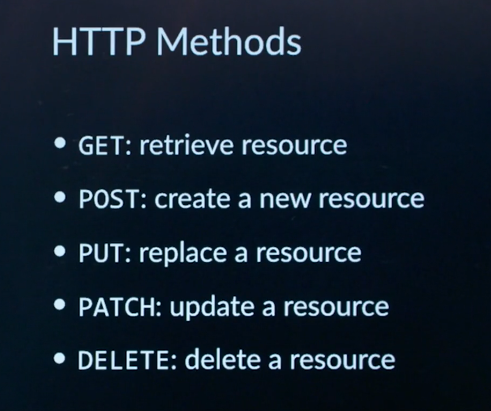 HTTP Methods
• GET: retrieve resource
• POST: create a new resource
• PUT: replace a resource
• PATCH: update a resource
• DELETE: delete a resource